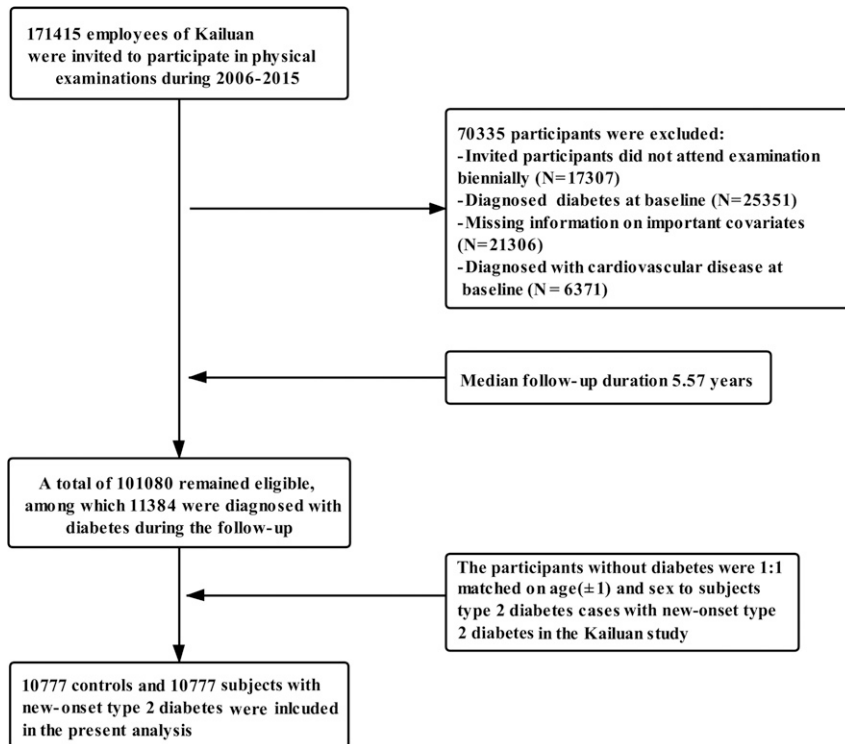 171415 employees of Kailuan
were invited to participate in physical
examinations during 2006-2015
70335 participants were excluded:
-Invited participants did not attend examination
biennially (N=17307)
-Diagnosed diabetes at baseline (N=25351)
-Missing information on important covariates
(N=21306)
-Diagnosed with cardiovascular disease at
baseline (N= 6371)
Median follow-up duration 5.57 years
A total of 101080 remained eligible,
among which 11384 were diagnosed with
diabetes during the follow-up
The participants without diabetes were 1:1
matched on age(±1) and sex to subjects
type 2 diabetes cases with new-onset type
2 diabetes in the Kailuan study
10777 controls and 10777 subjects with
new-onset type 2 diabetes were inlcuded
in the present analysis